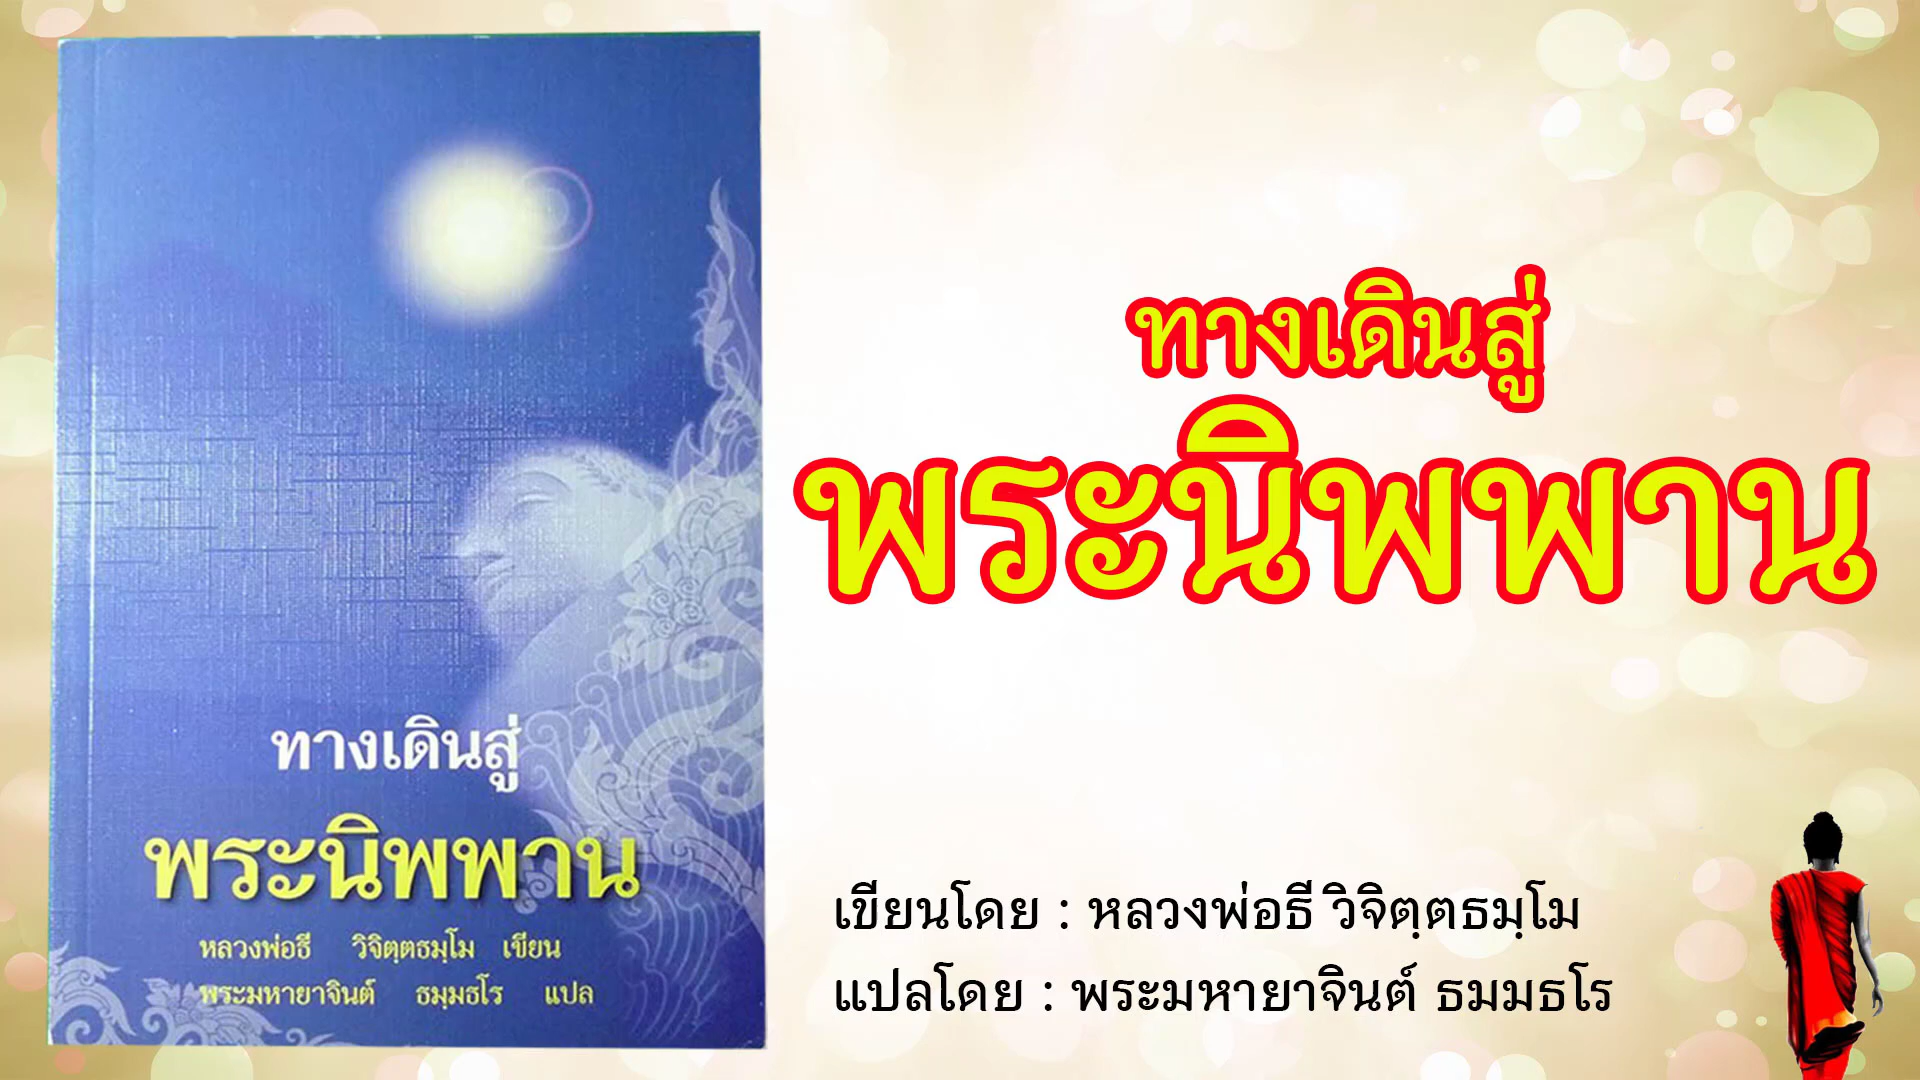 ทางเดินสู่
พระนิพพาน
หลวงพ่อธี วิจิตฺตธมฺโม เขียน
พระมหายาจินต์ ธมฺมธโร แปล
ทางเดินสู่
พระนิพพาน
เขียนโดย : หลวงพ่อธี วิจิตฺตธมฺโม
แปลโดย : พระมหายาจินต์ ธมมธโร